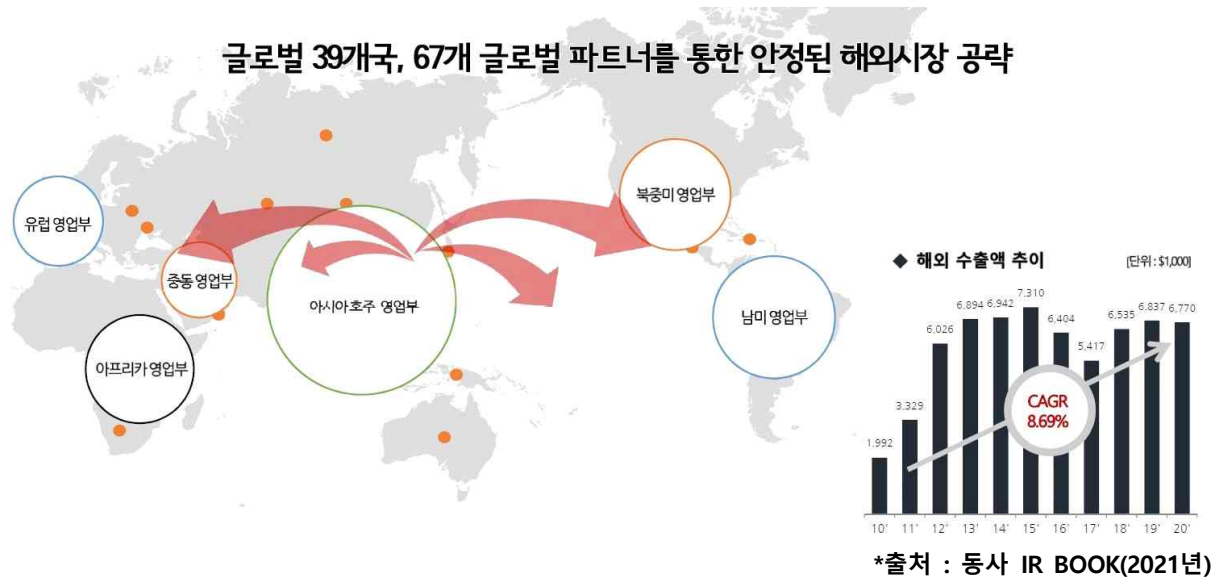 글로벌 39개국, 67개 글로벌 파트너를 통한 안정된 해외시장 공략
북중미 영업부
유럽 영업부
중동 영업부
아시아호주 영업부
남미 영업부
아프리카 영업부
◆ 해외 수출액 추이
[단위 : $1,000]
1,992
3,329
6,026
6,894
6,942
7,310
6,404
5,417
6,535
6,837
6,770
CAGR
8.69%
10' 11' 12' 13' 14' 15' 16' 17' 18' 19' 20'
*출처 : 동사 IR BOOK(2021년)